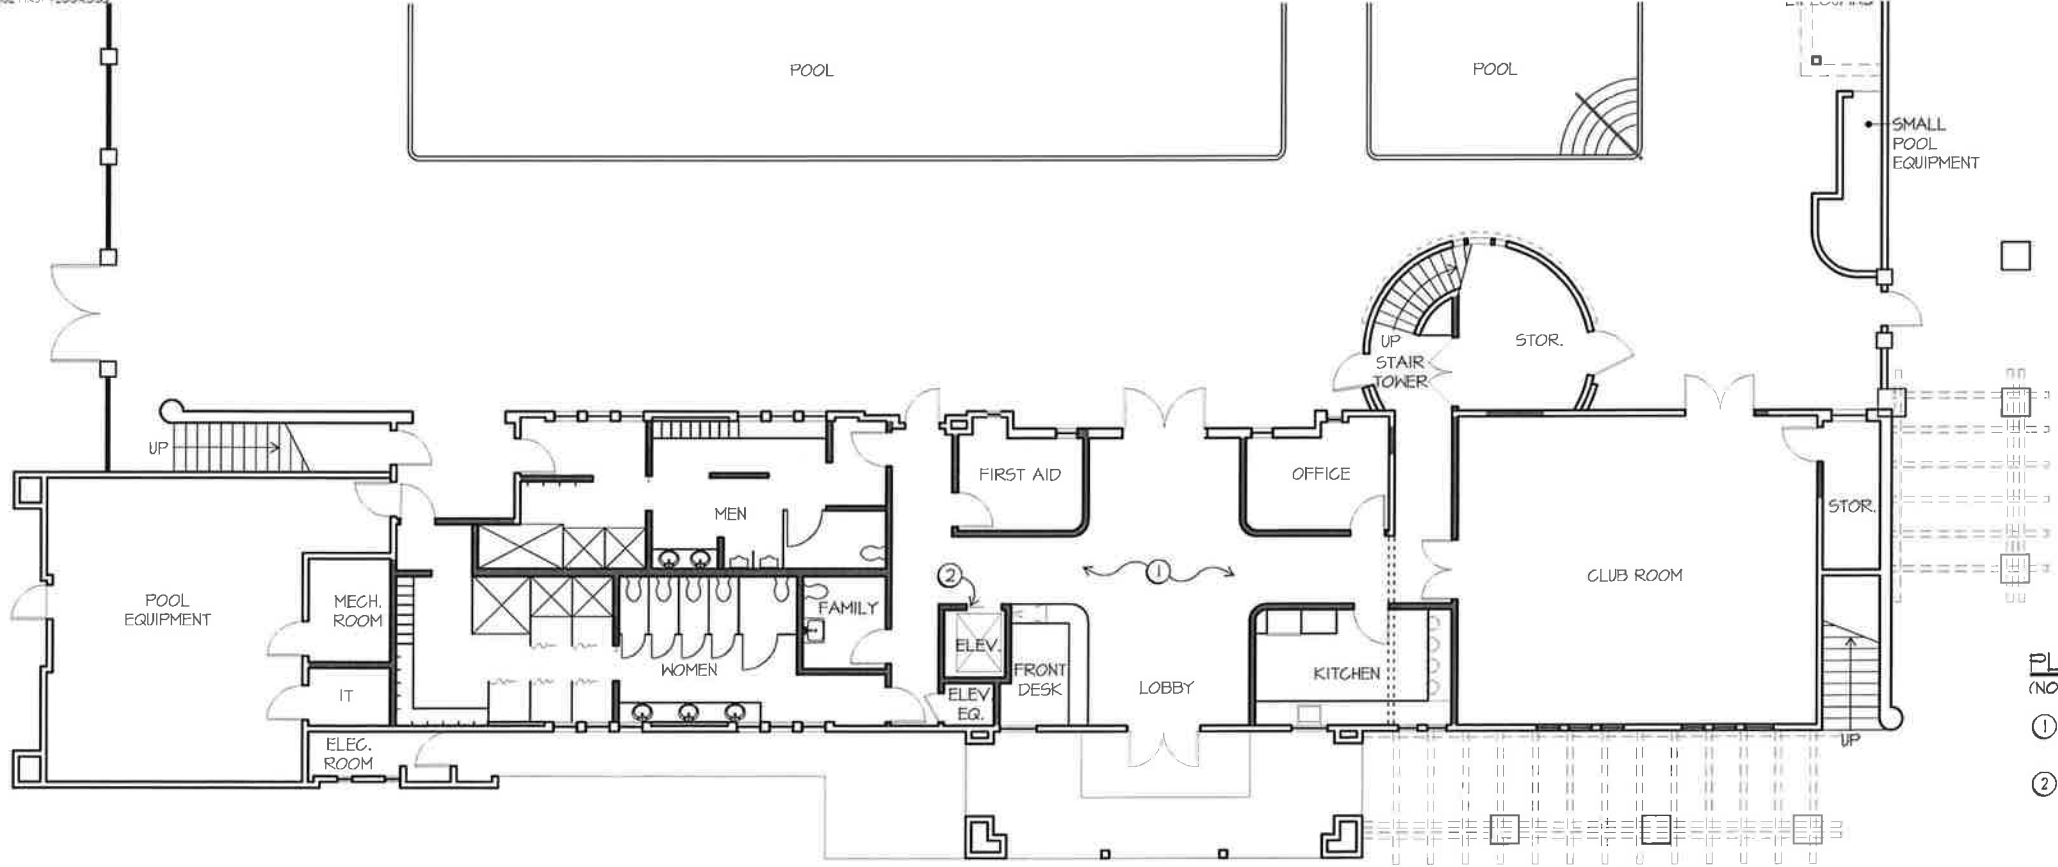 POOL
POOL
SMALL
POOL
EQUIPMENT
UP
STAIR
TOWER
STOR.
UP
FIRST AID
OFFICE
MEN
STOR.
1
2
CLUB ROOM
POOL
EQUIPMENT
MECH.
ROOM
FAMILY
ELEV.
WOMEN
FRONT
DESK
KITCHEN
LOBBY
IT
ELEV
EQ.
PL
(NO
1
ELEC.
ROOM
UP
2